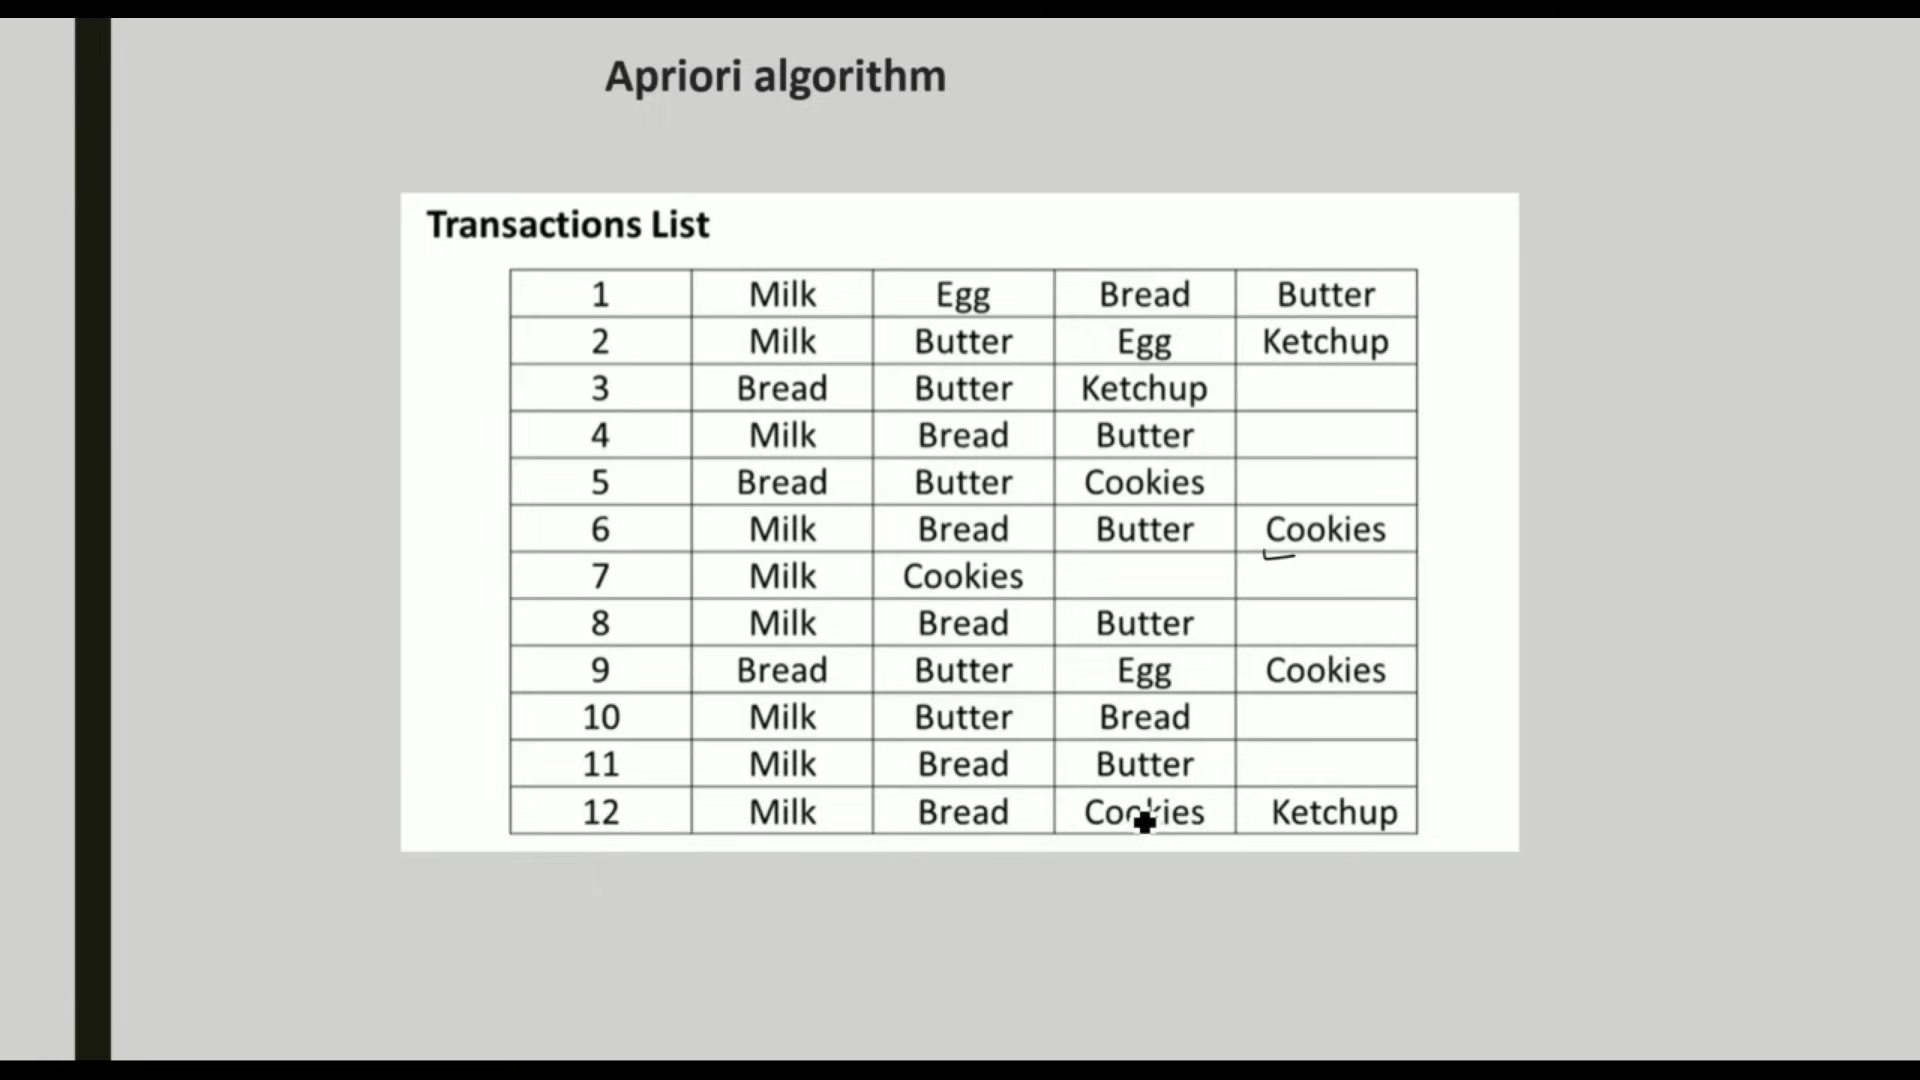 Apriori algorithm
Transactions List
1 Milk Egg Bread Butter
2 Milk Butter Egg Ketchup
3 Bread Butter Ketchup
4 Milk Bread Butter
5 Bread Butter Cookies
6 Milk Bread Butter Cookies
7 Milk Cookies
8 Milk Bread Butter
9 Bread Butter Egg Cookies
10 Milk Butter Bread
11 Milk Bread Butter
12 Milk Bread Cookies Ketchup